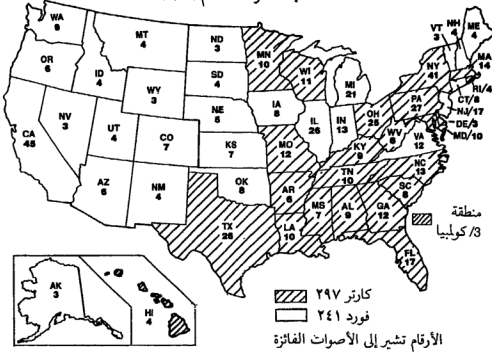 WA
9
OR
6
CA
45
NV
3
ID
4
MT
4
WY
3
UT
4
AZ
6
CO
7
NM
4
ND
3
SD
4
NE
5
KS
7
OK
8
TX
26
MN
10
IA
8
MO
12
AR
6
LA
10
WI
11
IL
26
MI
21
IN
13
OH
25
KY
9
TN
10
MS
7
AL
9
GA
12
FL
17
SC
8
NC
13
VA
12
WV
6
PA
27
NY
41
VT
3
NH
4
ME
4
MA
14
RI/4
CT/8
NJ/17
DE/3
MD/10
منطقة
3/ كولبيا
AK
3
HI
4
كارتر ٢٩٧
فورد ٢٤١
الأرقام تشير إلى الأصوات الفائزة